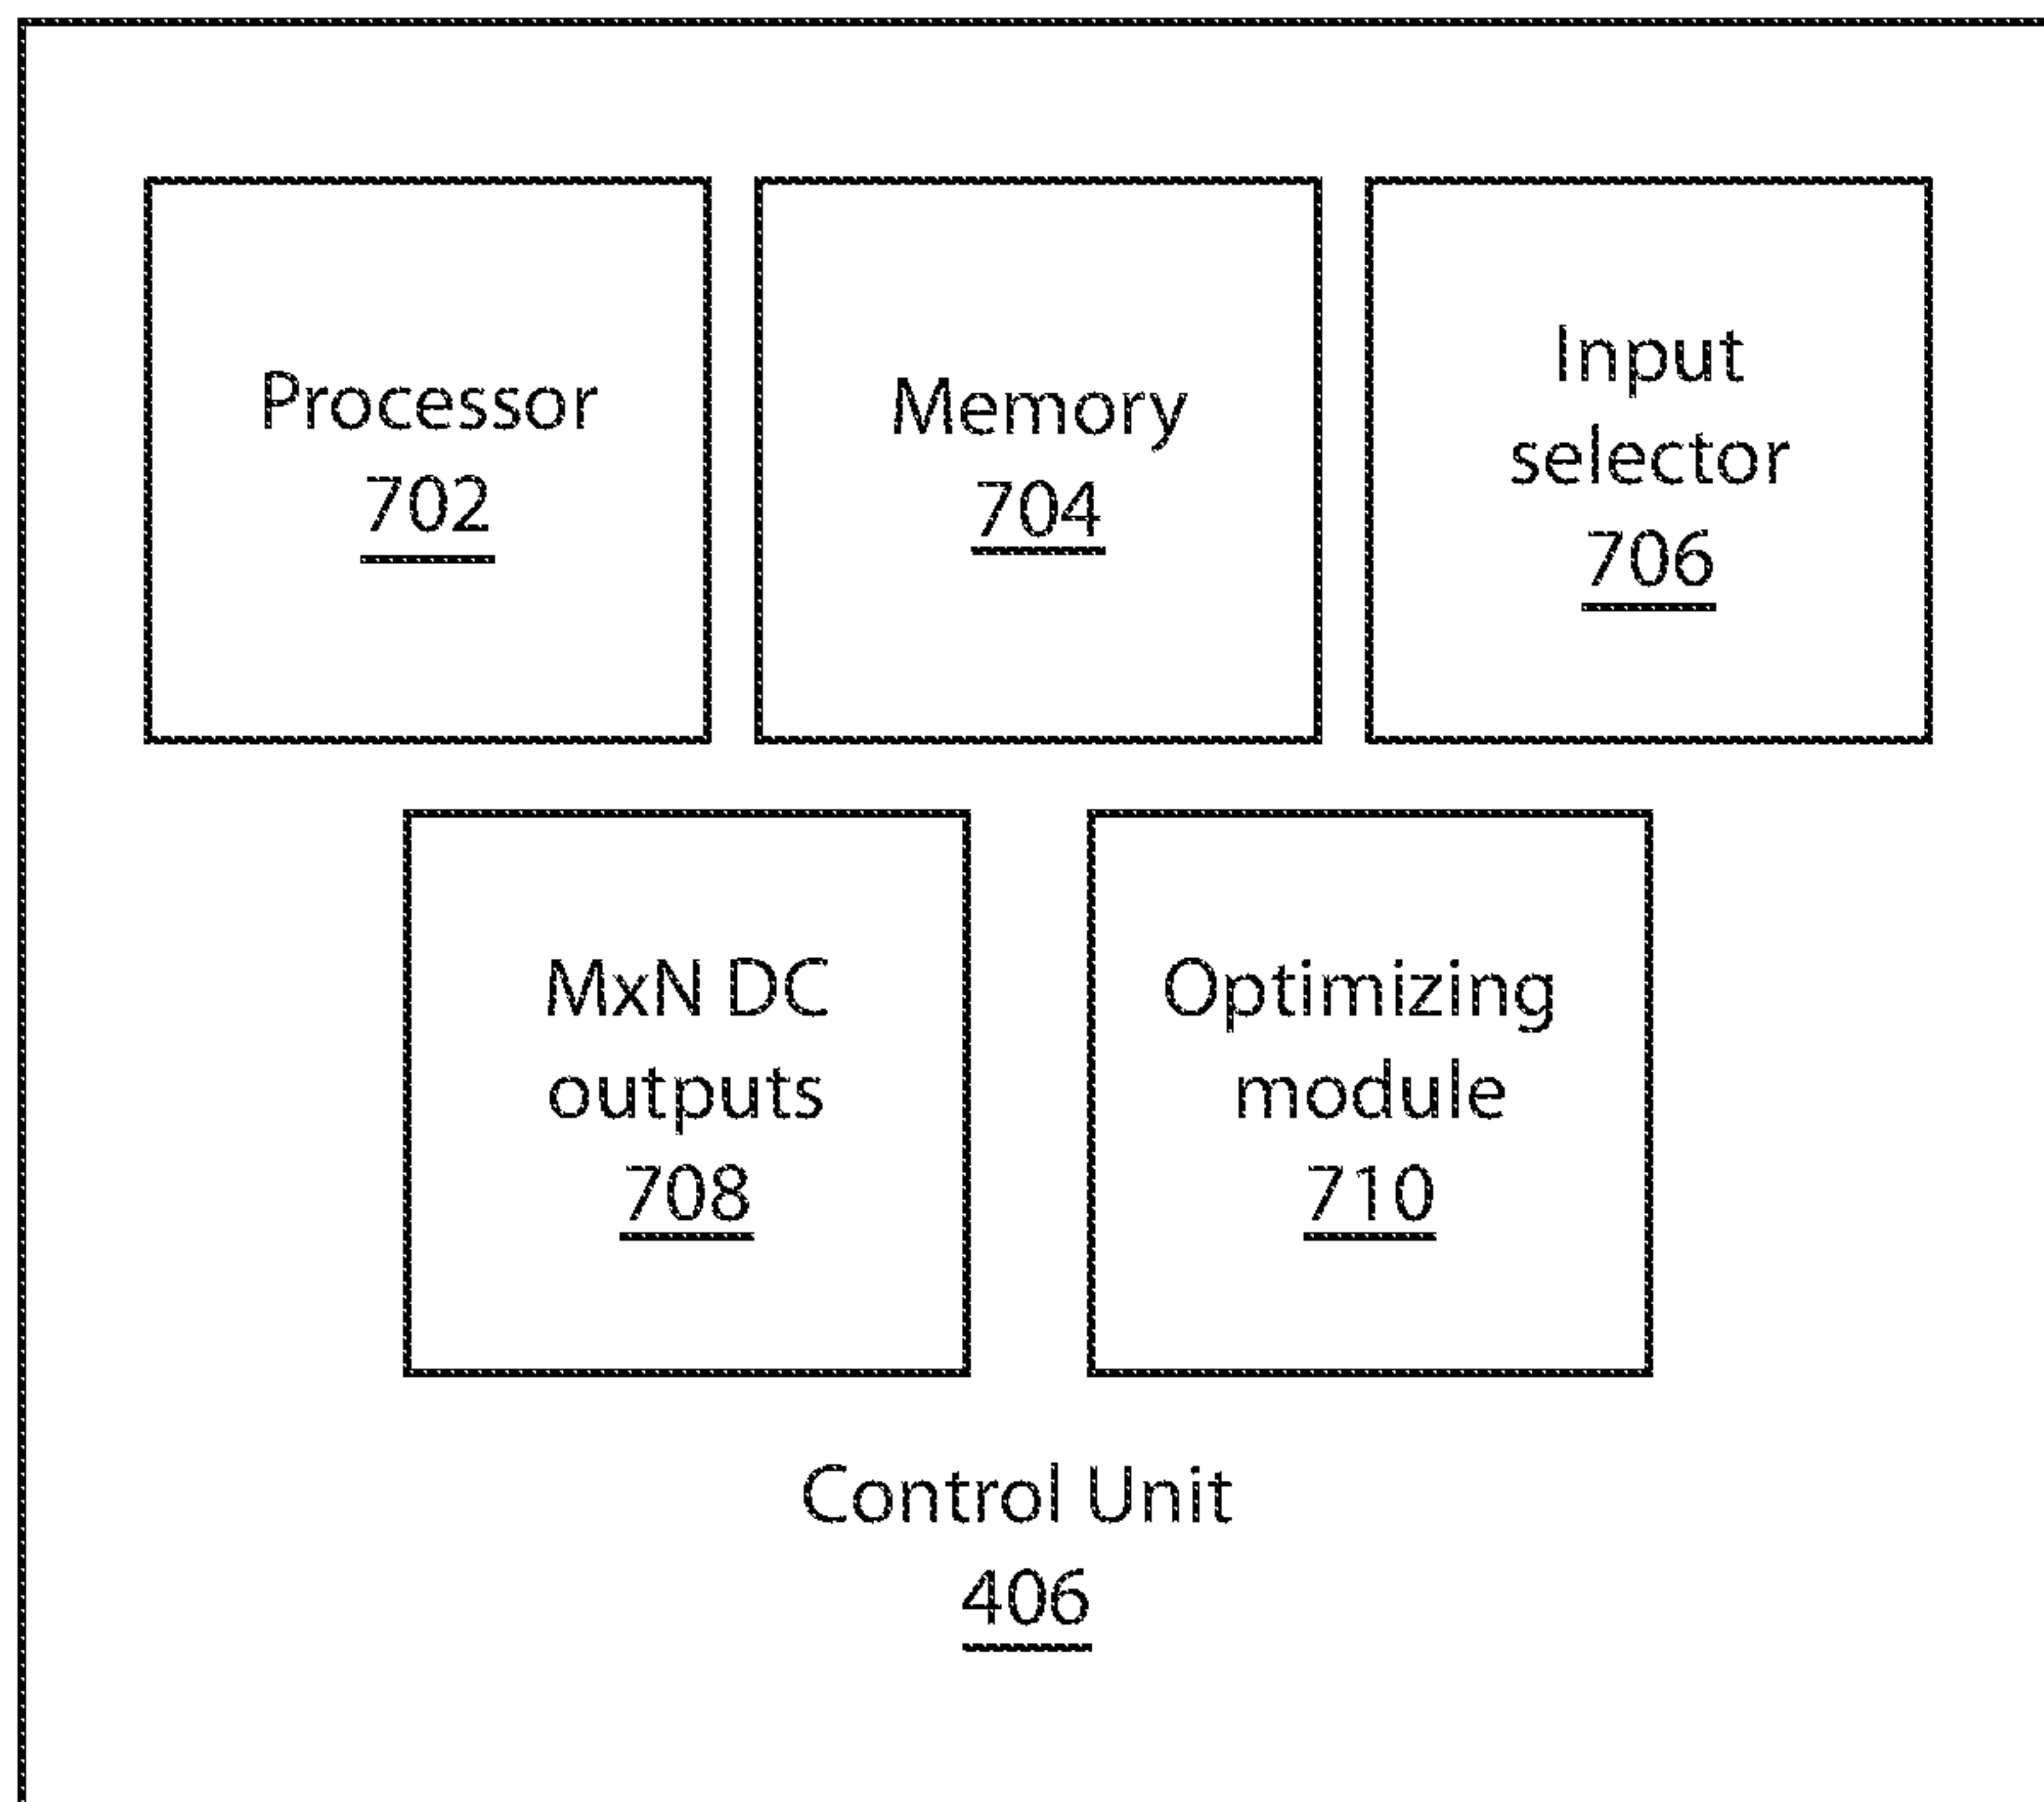 Processor
702
Memory
704
Input
selector
706
MxN DC
outputs
708
Optimizing
module
710
Control Unit
406